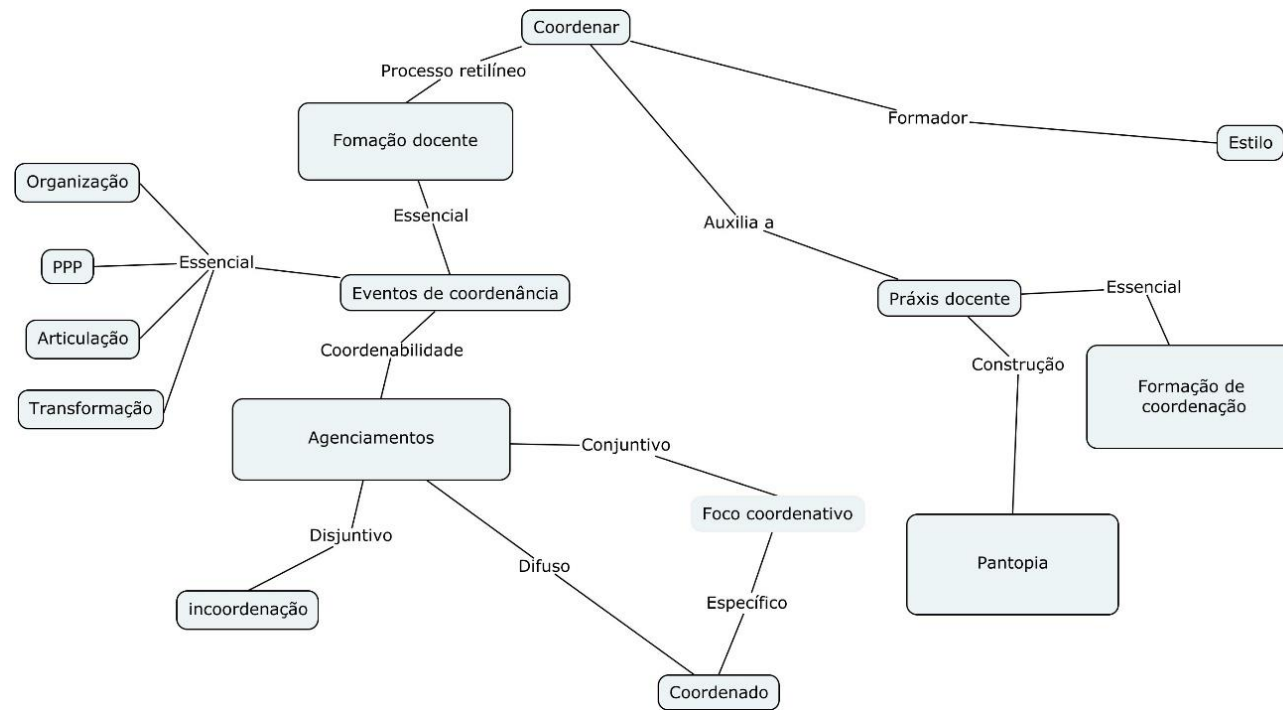 Coordenar
Processo retilíneo
Formador
Fomação docente
Estilo
Organização
Essencial
Auxilia a
PPP
Essencial
Eventos de coordenância
Práxis docente
Essencial
Articulação
Coordenabilidade
Construção
Transformação
Formação de
coordenação
Agenciamentos
Conjuntivo
Foco coordenativo
Disjuntivo
Difuso
Pantopia
incoordenação
Específico
Coordenado